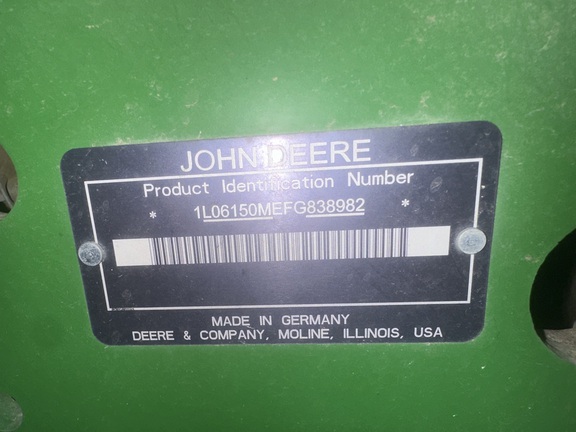 JOHN DEERE
Product Identification Number
* 1L06150MEFG838982 *
MADE IN GERMANY
DEERE & COMPANY, MOLINE, ILLINOIS, USA